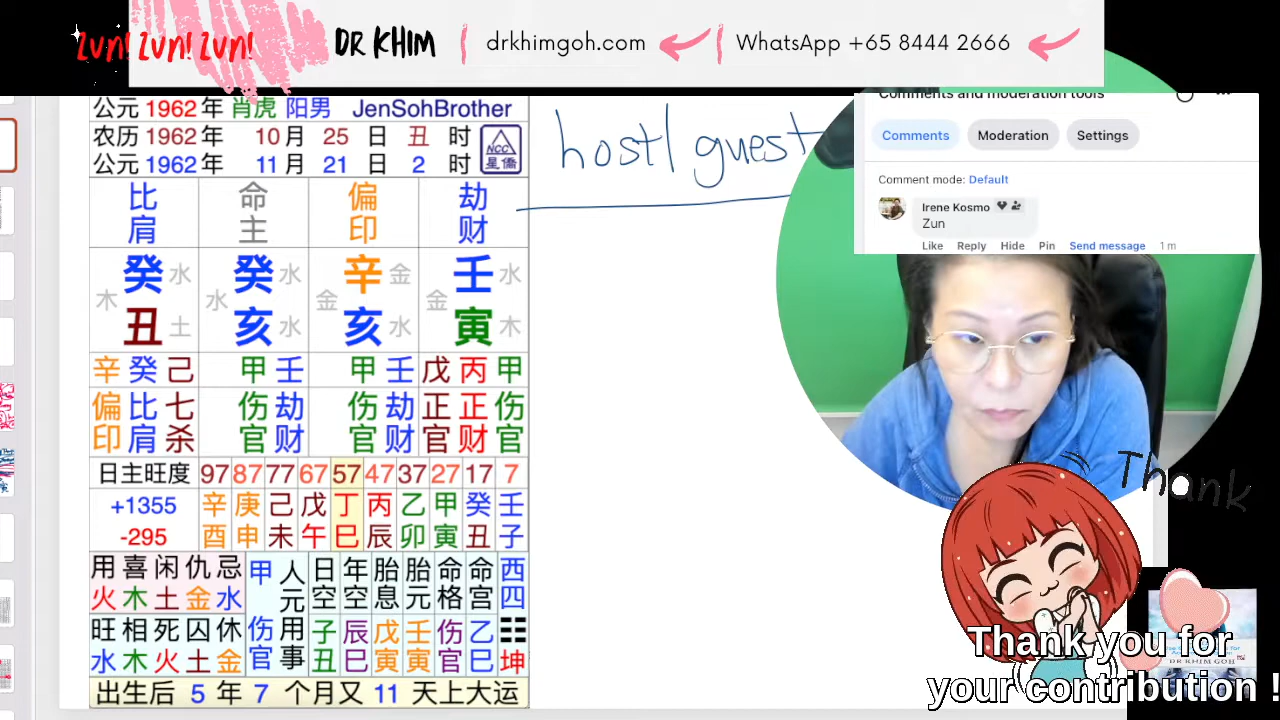 Zun! Zun! Zun! DR KHIM drkhimgoh.com WhatsApp +65 8444 2666
公元 1962 年 肖虎 阳男 JenSohBrother
农历 1962 年 10 月 25 日 丑 时
公元 1962 年 11 月 21 日 2 时
NCC
星侨
host | guest
Comments and moderation tools
Comments Moderation Settings
Comment mode: Default
Irene Kosmo
Zun
Like Reply Hide Pin Send message 1 m
比肩 命主 偏印 劫财
癸 水 癸 水 辛 金 壬 水
木 水 金 金
丑 土 亥 水 亥 水 寅 木
辛 癸 己 甲 壬 甲 壬 戊 丙 甲
偏印 比肩 七杀 伤官 劫财 伤官 劫财 正官 正财 伤官
日主旺度 97 87 77 67 57 47 37 27 17 7
+1355 辛 庚 己 戊 丁 丙 乙 甲 癸 壬
-295 酉 申 未 午 巳 辰 卯 寅 丑 子
用 喜 闲 仇 忌 甲 人元 日空 年空 胎息 胎元 命格 命宫 西四
火 木 土 金 水
旺 相 死 囚 休 伤官 用事 子丑 辰巳 戊寅 壬寅 伤官 乙巳 坤
水 木 火 土 金
出生后 5 年 7 个月又 11 天上大运
Thank
Thank you for
your contribution !
DR KHIM GOH